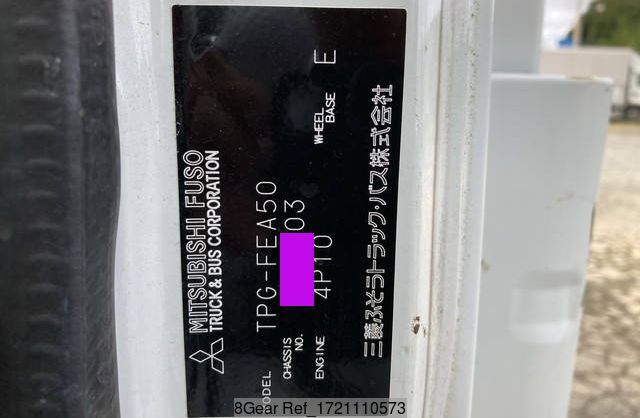 MITSUBISHI FUSO
TRUCK & BUS CORPORATION
MODEL TPG-FEA50
CHASSIS NO. 03
ENGINE 4P10 WHEEL BASE E
三菱ふそうトラック・バス株式会社
8Gear Ref_1721110573